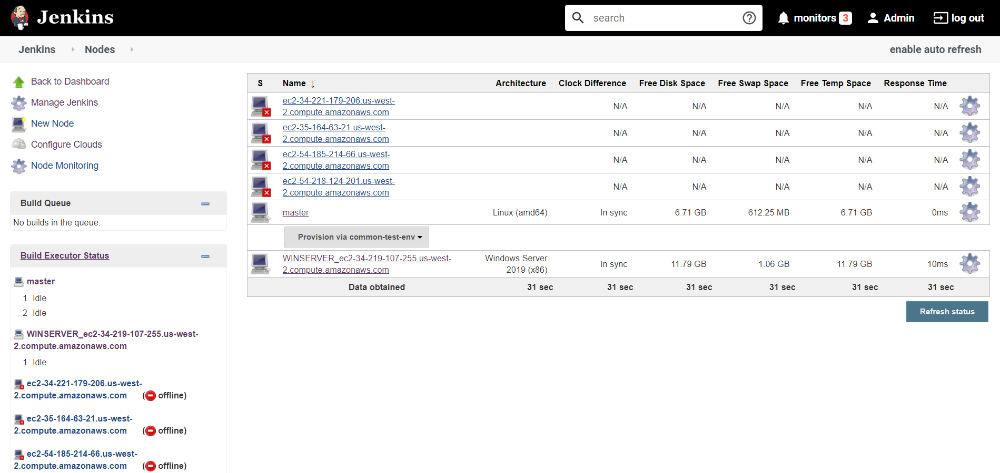 Jenkins
search
monitors 3
Admin
log out
Jenkins
Nodes
enable auto refresh
Back to Dashboard
Manage Jenkins
New Node
Configure Clouds
Node Monitoring
Build Queue
No builds in the queue.
Build Executor Status
master
1 Idle
2 Idle
WINSERVER_ec2-34-219-107-255.us-west-
2.compute.amazonaws.com
1 Idle
ec2-34-221-179-206.us-west-
2.compute.amazonaws.com (offline)
ec2-35-164-63-21.us-west-
2.compute.amazonaws.com (offline)
ec2-54-185-214-66.us-west-
2.compute.amazonaws.com (offline)
S Name ↓ Architecture Clock Difference Free Disk Space Free Swap Space Free Temp Space Response Time
ec2-34-221-179-206.us-west-
2.compute.amazonaws.com N/A N/A N/A N/A N/A
ec2-35-164-63-21.us-west-
2.compute.amazonaws.com N/A N/A N/A N/A N/A
ec2-54-185-214-66.us-west-
2.compute.amazonaws.com N/A N/A N/A N/A N/A
ec2-54-218-124-201.us-west-
2.compute.amazonaws.com N/A N/A N/A N/A N/A
master Linux (amd64) In sync 6.71 GB 612.25 MB 6.71 GB 0ms
Provision via common-test-env
WINSERVER_ec2-34-219-107-255.us-west-
2.compute.amazonaws.com
Windows Server
2019 (x86)
In sync 11.79 GB 1.06 GB 11.79 GB 10ms
Data obtained 31 sec 31 sec 31 sec 31 sec 31 sec 31 sec
Refresh status